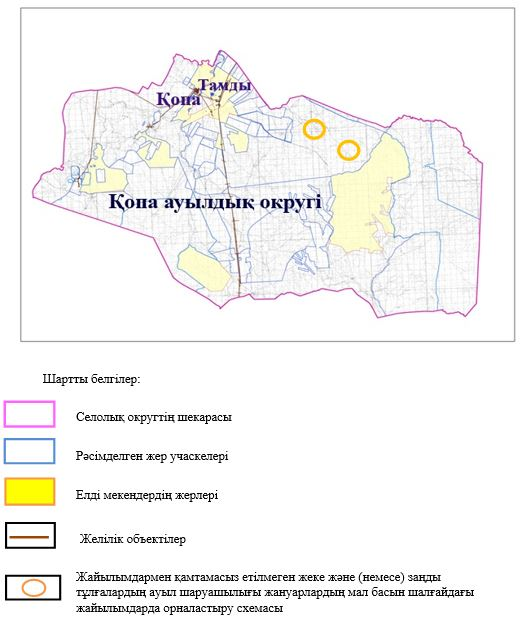 Тамды
Қопа
Қопа ауылдық округі
Шартты белгілер:
Селолық округтің шекарасы
Рәсімделген жер учаскелері
Елді мекендердің жерлері
Желілік объектілер
Жайылымдармен қамтамасыз етілмеген жеке және (немесе) заңды
тұлғалардың ауыл шаруашылығы жануарлардың мал басын шалғайдағы
жайылымдарда орналастыру схемасы